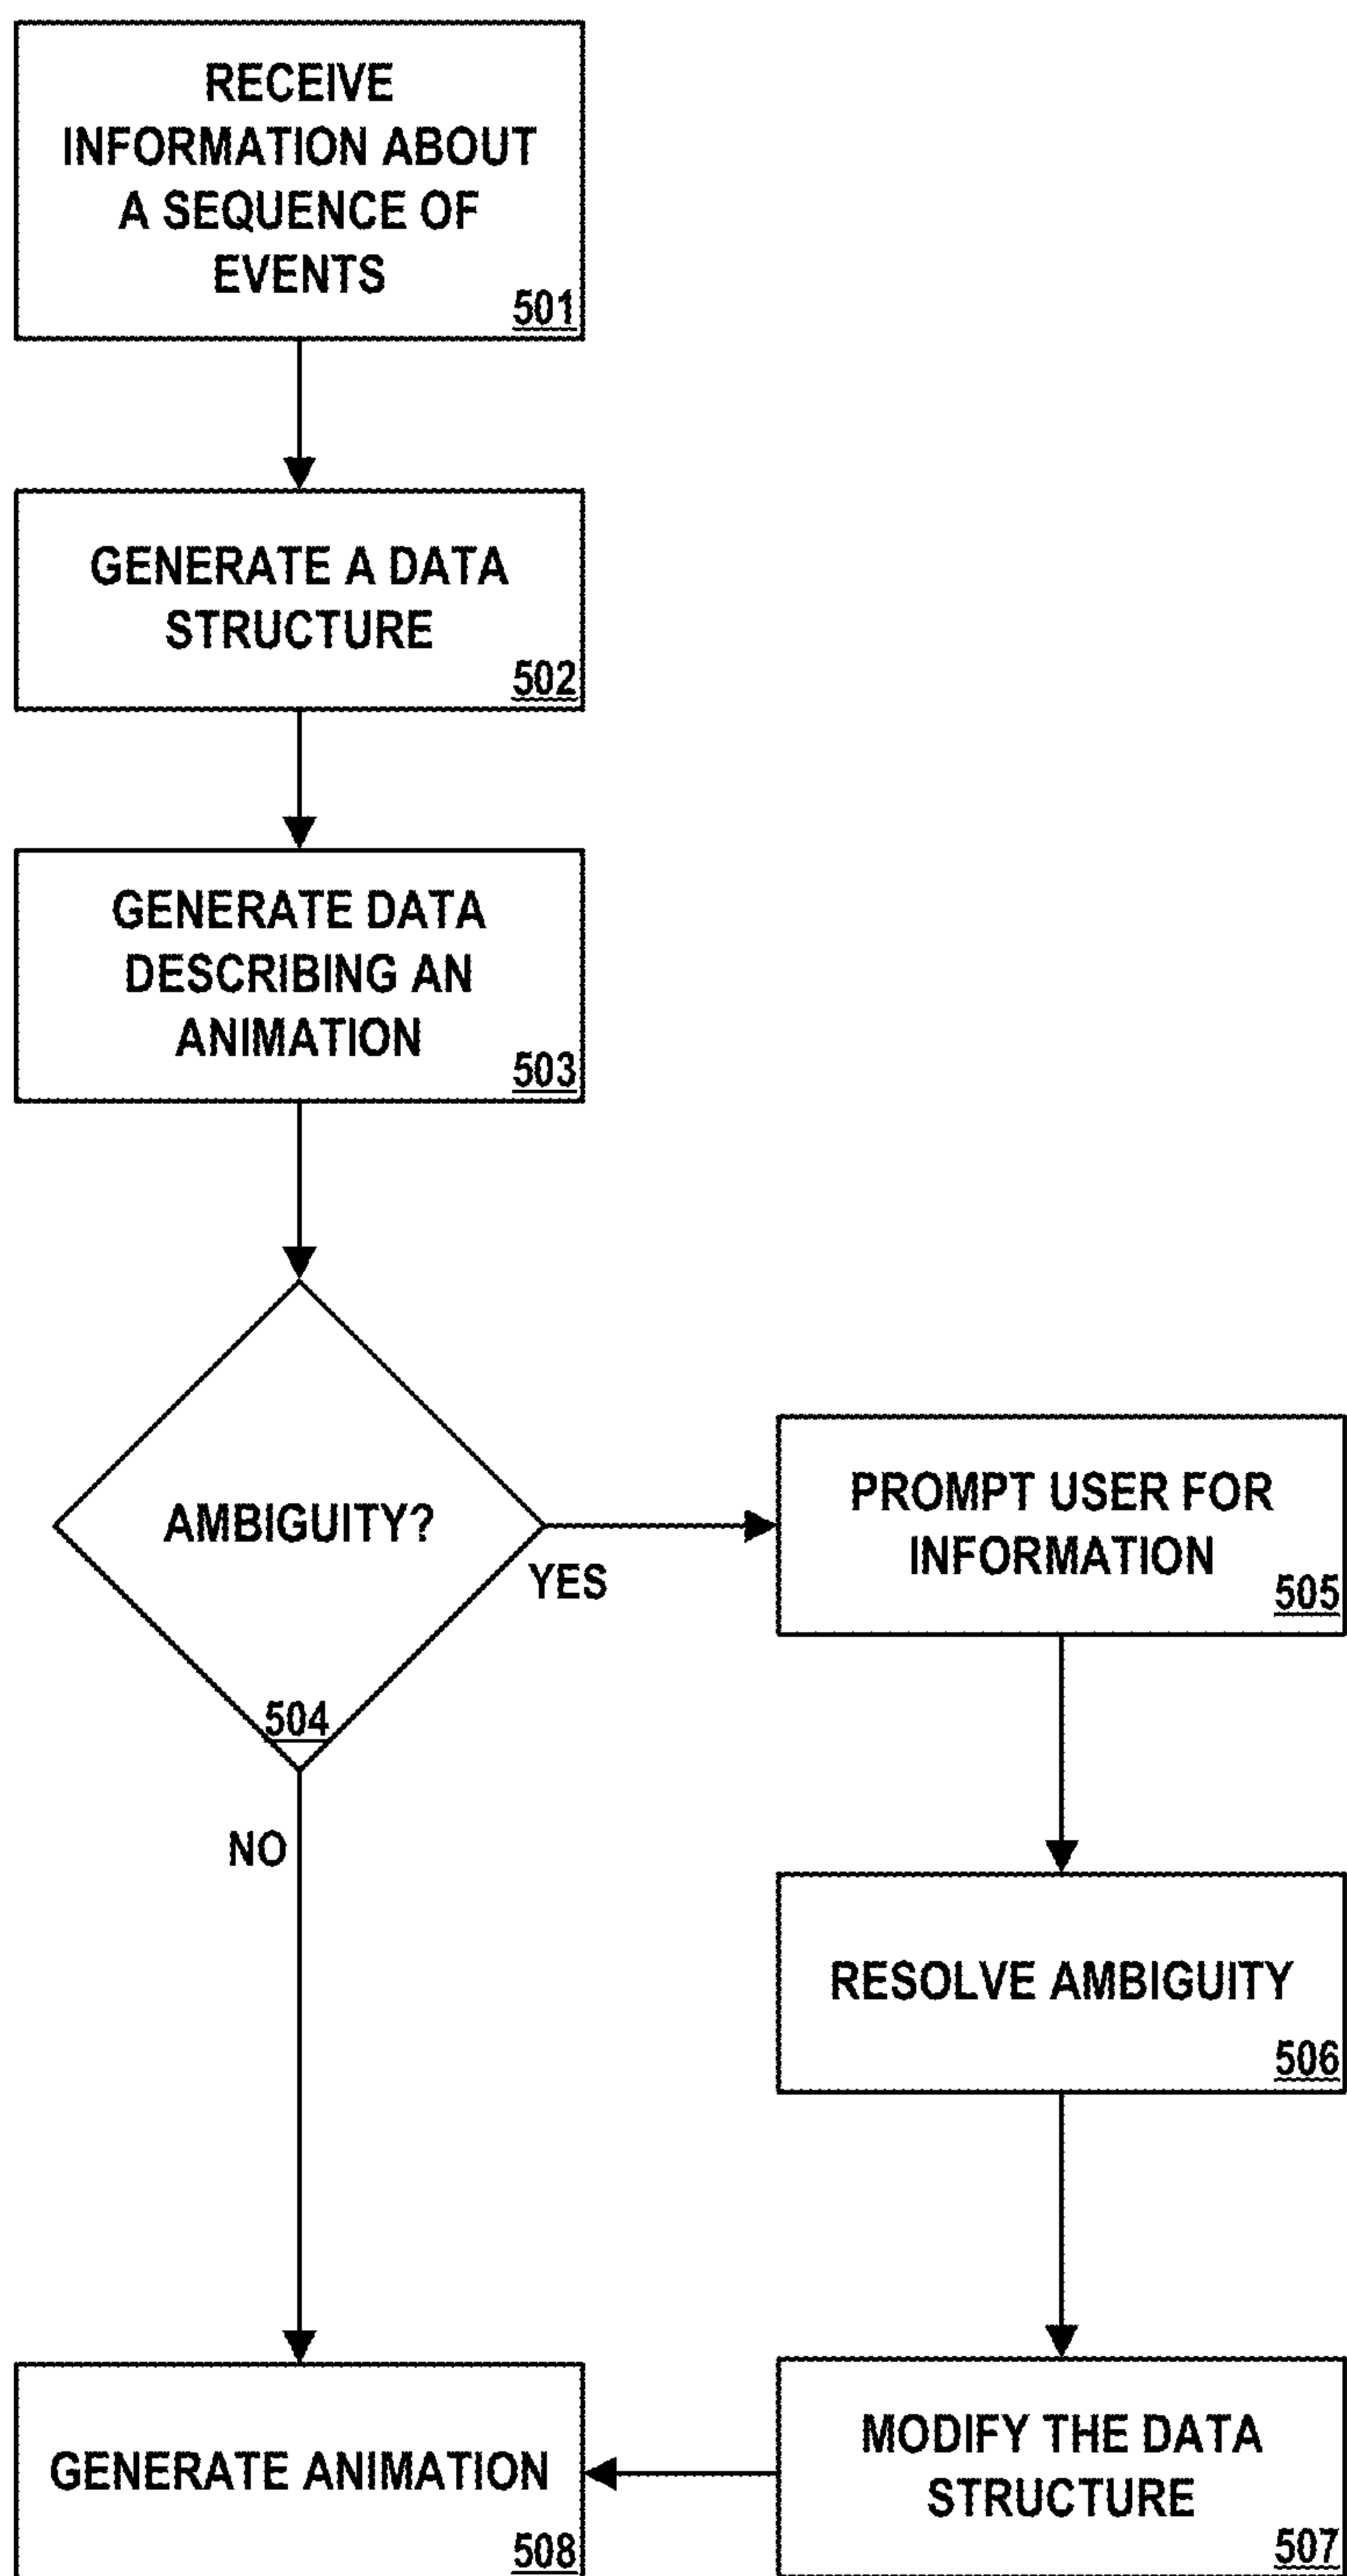 RECEIVE
INFORMATION ABOUT
A SEQUENCE OF
EVENTS
501
GENERATE A DATA
STRUCTURE
502
GENERATE DATA
DESCRIBING AN
ANIMATION
503
AMBIGUITY?
504
YES
NO
PROMPT USER FOR
INFORMATION
505
RESOLVE AMBIGUITY
506
MODIFY THE DATA
STRUCTURE
507
GENERATE ANIMATION
508